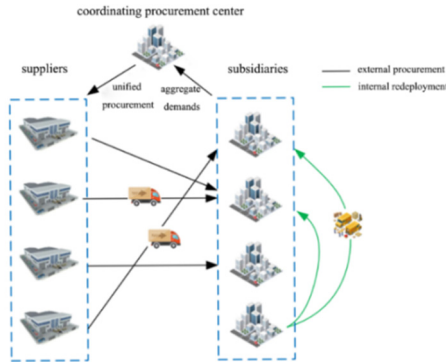 coordinating procurement center
suppliers
subsidiaries
unified
procurement
aggregate
demands
external procurement
internal redeployment